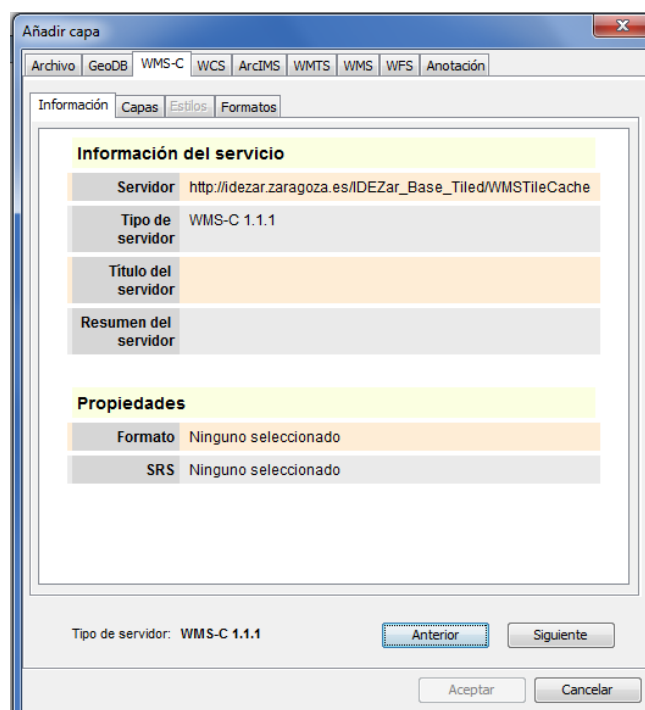 Añadir capa
Archivo GeoDB WMS-C WCS ArcIMS WMTS WMS WFS Anotación
Información Capas Estilos Formatos
Información del servicio
Servidor http://idezar.zaragoza.es/IDEZar_Base_Tiled/WMSTileCache
Tipo de WMS-C 1.1.1
servidor
Título del
servidor
Resumen del
servidor
Propiedades
Formato Ninguno seleccionado
SRS Ninguno seleccionado
Tipo de servidor: WMS-C 1.1.1 Anterior Siguiente
Aceptar Cancelar